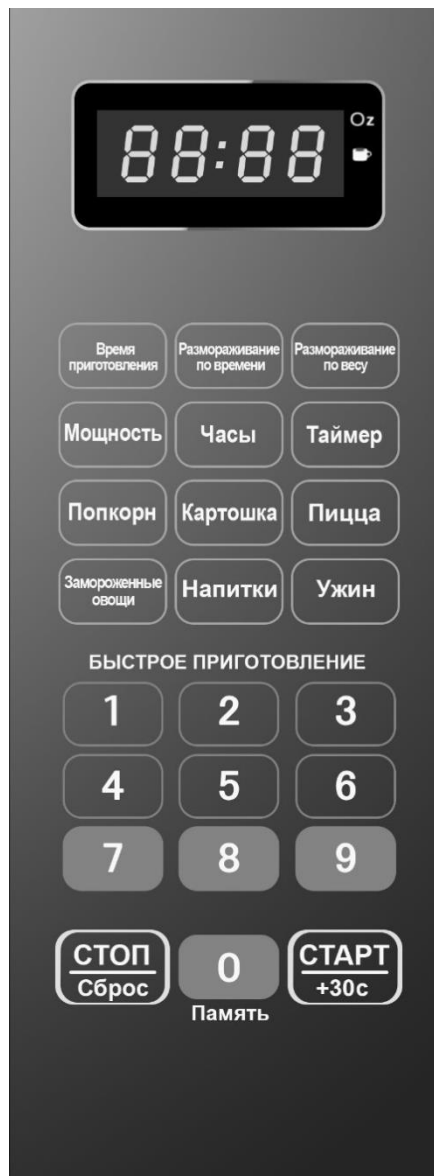 88:88 Oz
Время Размораживание Размораживание
приготовления по времени по весу
Мощность Часы Таймер
Попкорн Картошка Пицца
Замороженные
овощи Напитки Ужин
БЫСТРОЕ ПРИГОТОВЛЕНИЕ
1 2 3
4 5 6
7 8 9
СТОП 0 СТАРТ
Сброс +30с
Память